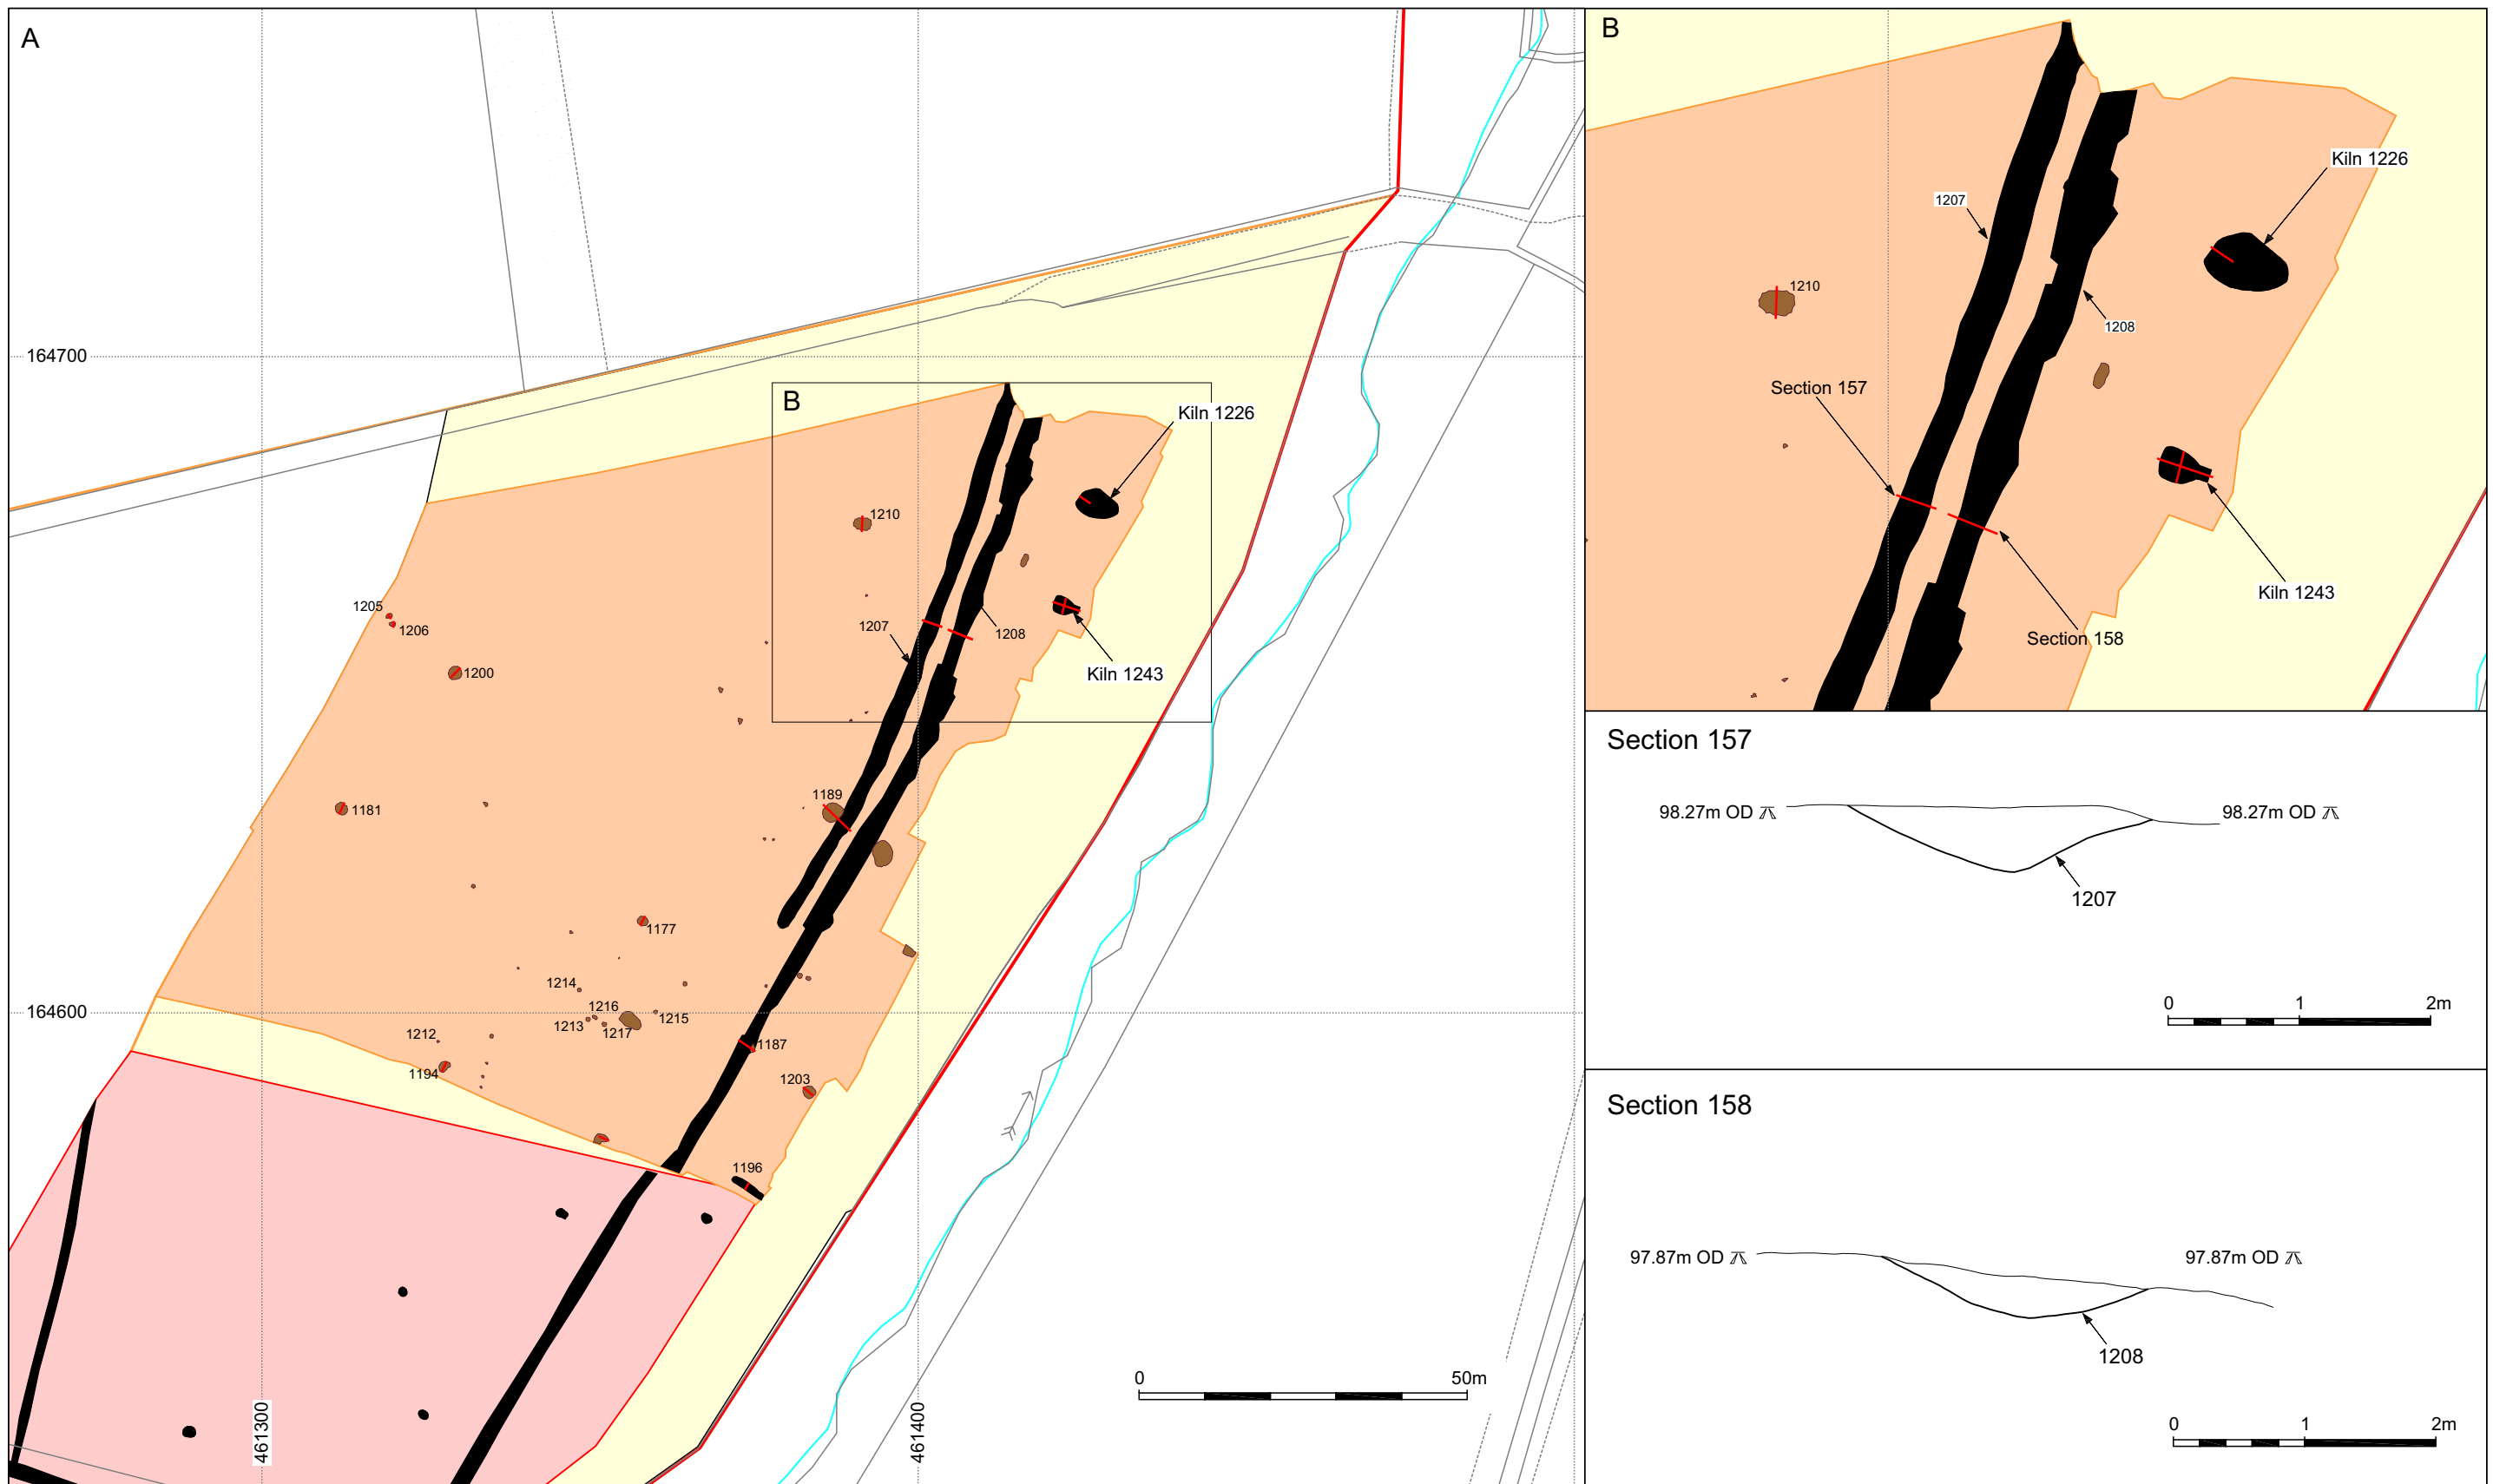 A
164700
B
Kiln 1226
1210
1205
1206
1207
1208
1200
Kiln 1243
1189
1181
1177
1214
1216
1213
1217
1215
1212
1194
1187
1203
1196
164600
461300
461400
0 50m
B
Kiln 1226
1207
1210
1208
Section 157
Kiln 1243
Section 158
Section 157
98.27m OD
98.27m OD
1207
0 1 2m
Section 158
97.87m OD
97.87m OD
1208
0 1 2m